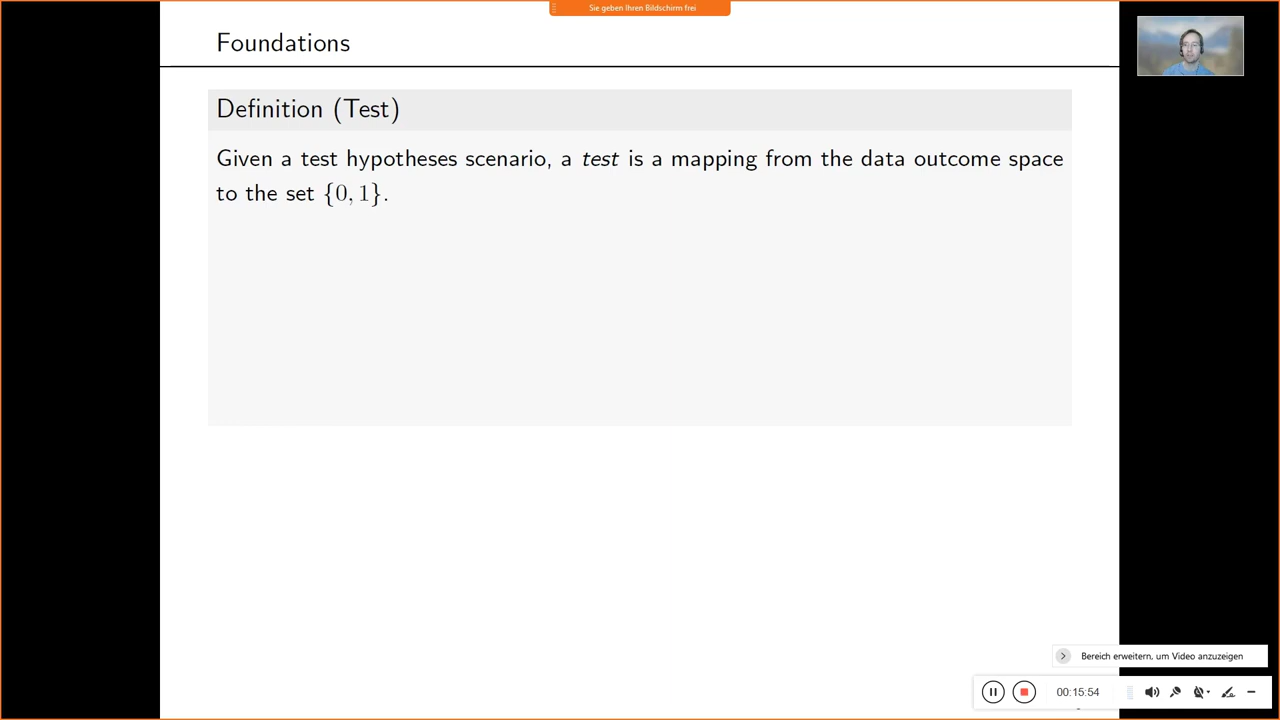 Sie geben Ihren Bildschirm frei
Foundations
Definition (Test)
Given a test hypotheses scenario, a test is a mapping from the data outcome space
to the set {0, 1}.
Bereich erweitern, um Video anzuzeigen
00:15:54